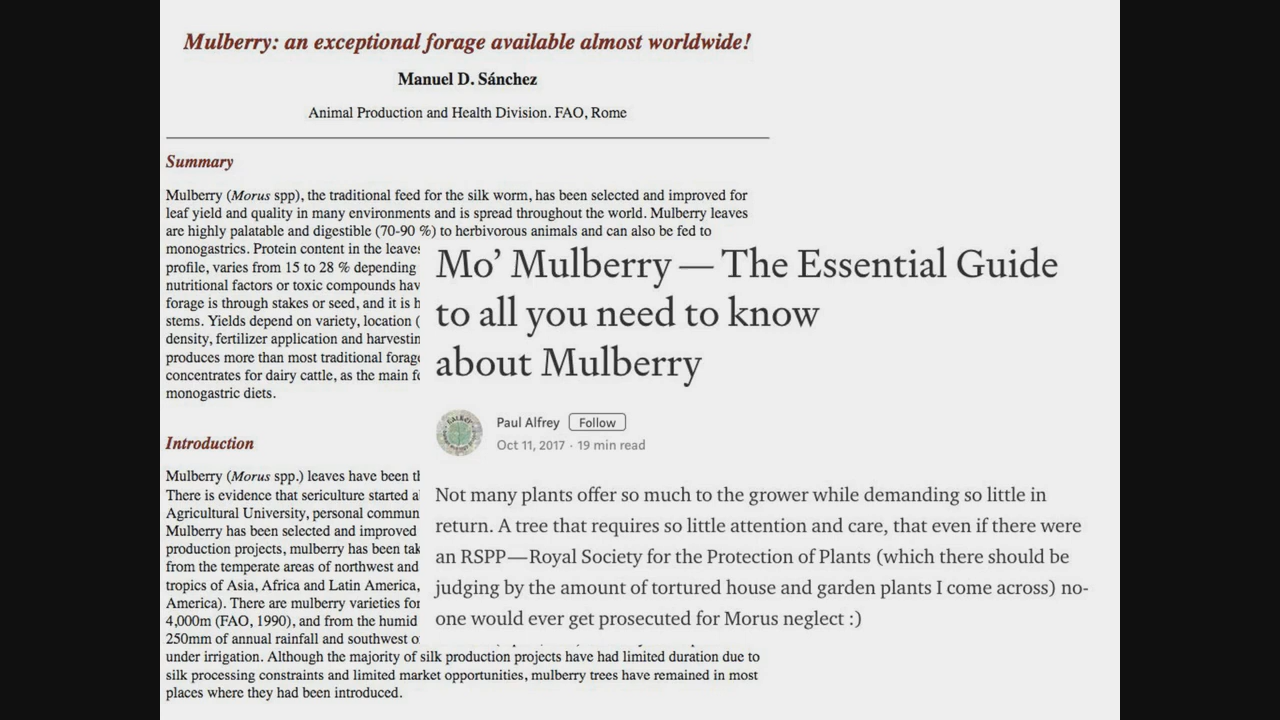 Mulberry: an exceptional forage available almost worldwide!
Manuel D. Sánchez
Animal Production and Health Division. FAO, Rome
Summary
Mulberry (Morus spp), the traditional feed for the silk worm, has been selected and improved for
leaf yield and quality in many environments and is spread throughout the world. Mulberry leaves
are highly palatable and digestible (70-90 %) to herbivorous animals and can also be fed to
monogastrics. Protein content in the leaves
profile, varies from 15 to 28 % depending
nutritional factors or toxic compounds hav
forage is through stakes or seed, and it is h
stems. Yields depend on variety, location (
density, fertilizer application and harvestin
produces more than most traditional forage
concentrates for dairy cattle, as the main fe
monogastric diets.
Introduction
Mulberry (Morus spp.) leaves have been th
There is evidence that sericulture started a
Agricultural University, personal commun
Mulberry has been selected and improved
production projects, mulberry has been tak
from the temperate areas of northwest and
tropics of Asia, Africa and Latin America,
America). There are mulberry varieties for
4,000m (FAO, 1990), and from the humid
250mm of annual rainfall and southwest o
under irrigation. Although the majority of silk production projects have had limited duration due to
silk processing constraints and limited market opportunities, mulberry trees have remained in most
places where they had been introduced.
Mo’ Mulberry — The Essential Guide
to all you need to know
about Mulberry
Paul Alfrey Follow
Oct 11, 2017 · 19 min read
Not many plants offer so much to the grower while demanding so little in
return. A tree that requires so little attention and care, that even if there were
an RSPP — Royal Society for the Protection of Plants (which there should be
judging by the amount of tortured house and garden plants I come across) no-
one would ever get prosecuted for Morus neglect :)